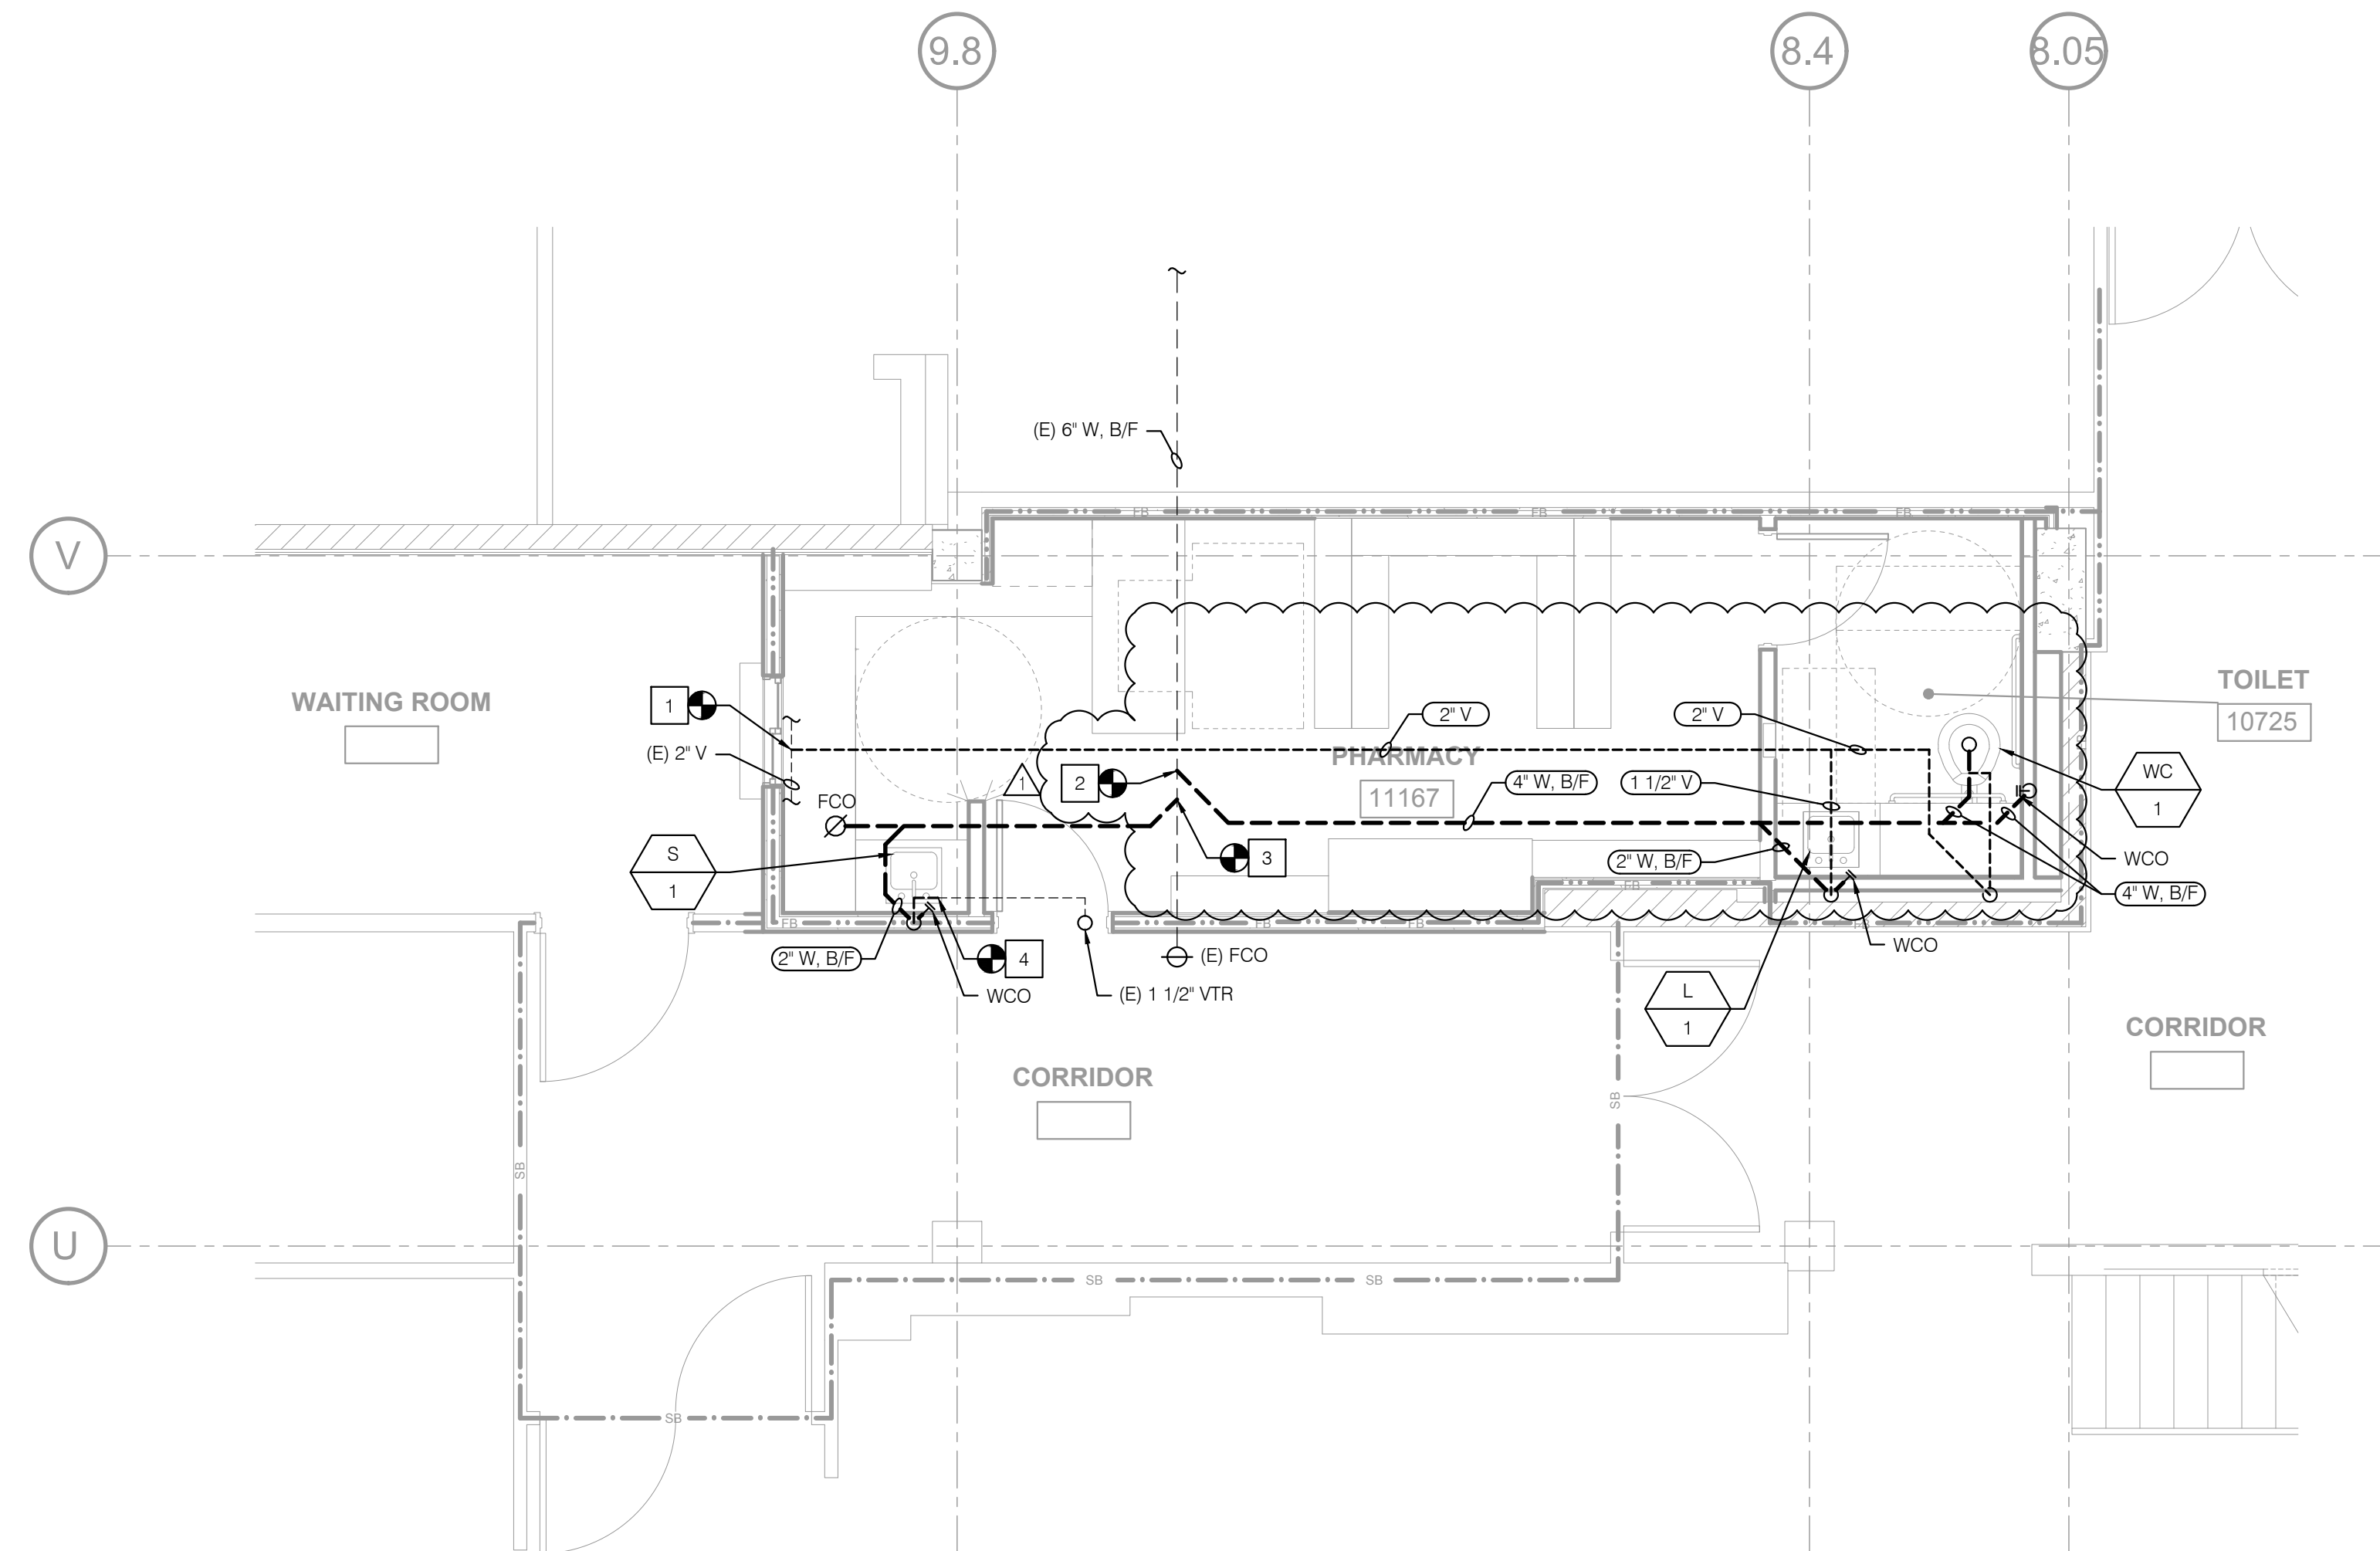 9.8
8.4
8.05
(E) 6" W, B/F
FB
FB
FB
V
WAITING ROOM
1
(E) 2" V
2" V
2" V
TOILET
10725
PHARMACY
11167
1
2
4" W, B/F
1 1/2" V
WC
1
FCO
S
1
3
2" W, B/F
WCO
4" W, B/F
FB
FB
FB
FB
FB
2" W, B/F
4
(E) FCO
WCO
WCO
(E) 1 1/2" VTR
L
1
CORRIDOR
CORRIDOR
SB
SB
U
SB
SB
SB